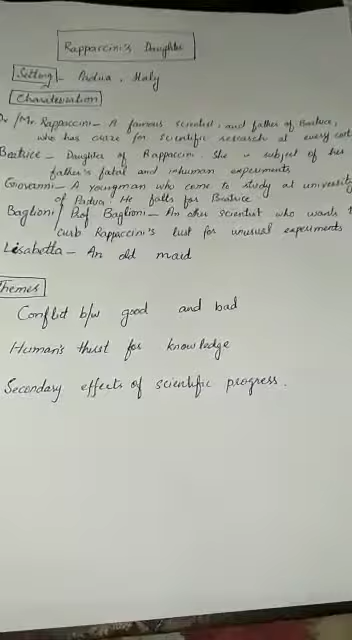 Rappaccini's Daughter
Setting - Padua, Italy
Characterization
Dr/Mr. Rappaccini - A famous scientist, and father of Beatrice,
who has craze for scientific research at every cost
Beatrice - Daughter of Rappaccini. She is subject of her
father's fatal and inhuman experiments
Giovanni - A youngman who come to study at university
of Padua. He falls for Beatrice
Baglioni/Prof Baglioni - An other scientist who wants t
curb Rappaccini's lust for unusual experiments
Lisabetta - An old maid
Themes
Conflict b/w good and bad
Human's thust for knowledge
Secondary effects of scientific progress.